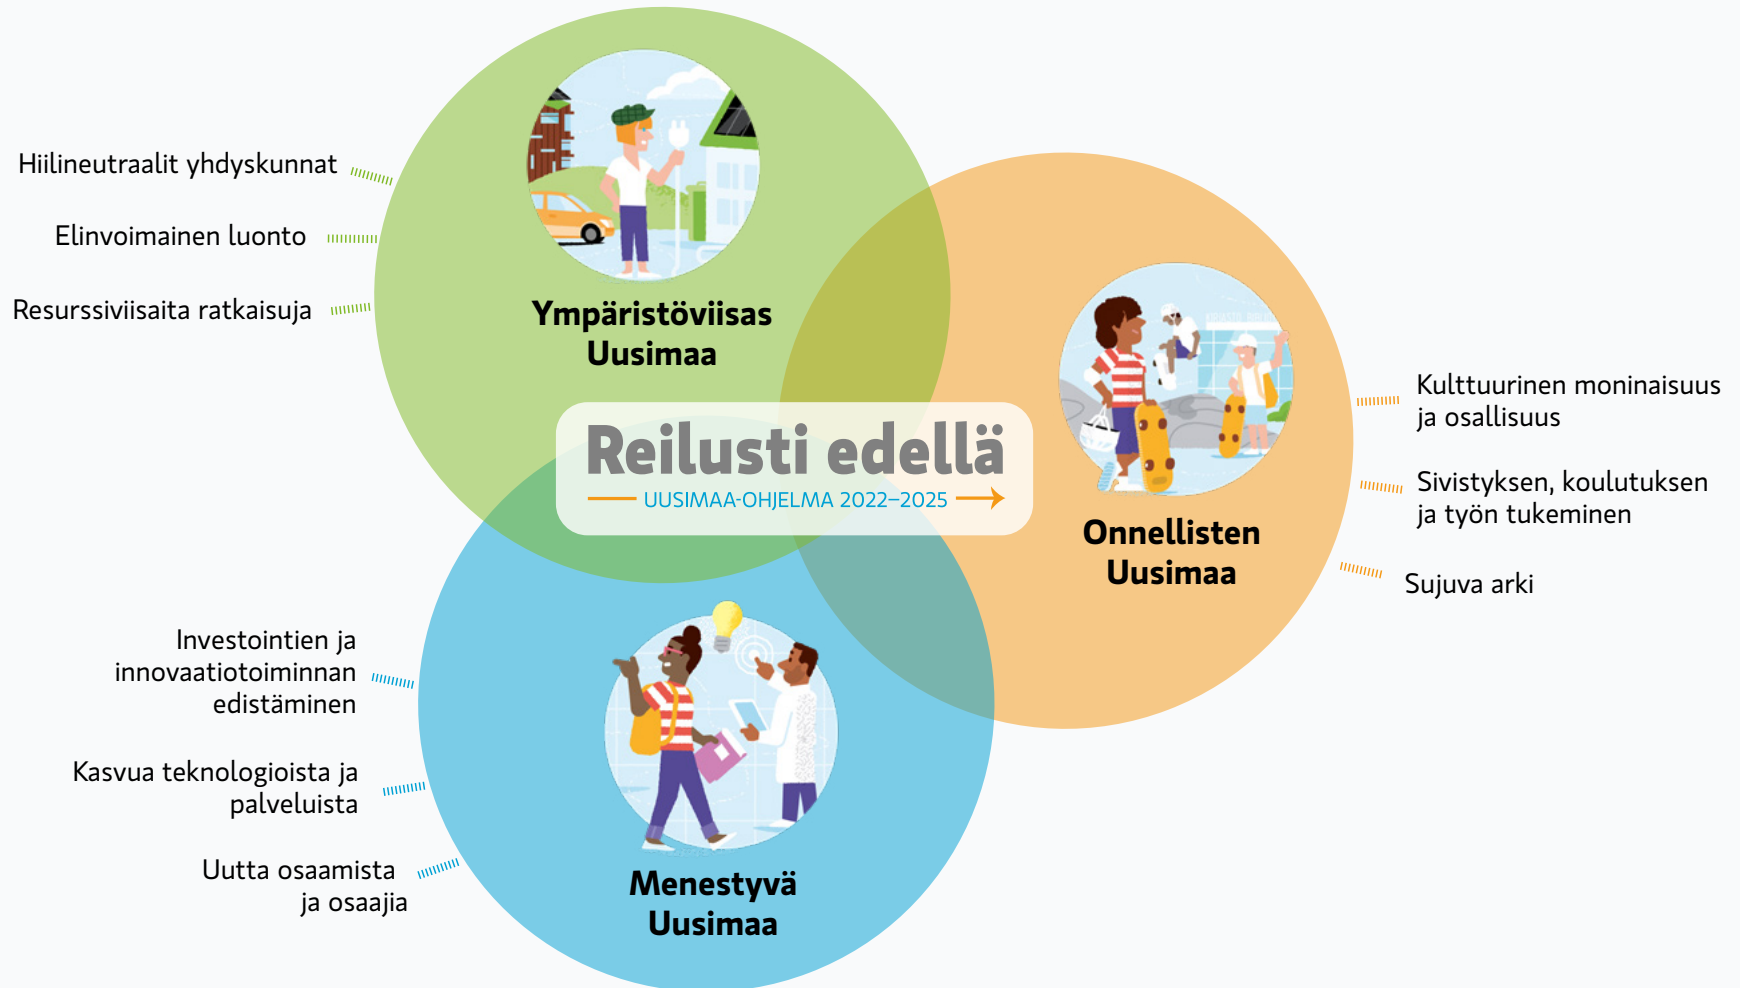 Hiilineutraalit yhdyskunnat
Elinvoimainen luonto
Resurssiviisaita ratkaisuja
Ympäristöviisas
Uusimaa
Reilusti edellä
UUSIMAA-OHJELMA 2022–2025
Onnellisten
Uusimaa
Kulttuurinen moninaisuus
ja osallisuus
Sivistyksen, koulutuksen
ja työn tukeminen
Sujuva arki
Investointien ja
innovaatiotoiminnan
edistäminen
Kasvua teknologioista ja
palveluista
Uutta osaamista
ja osaajia
Menestyvä
Uusimaa